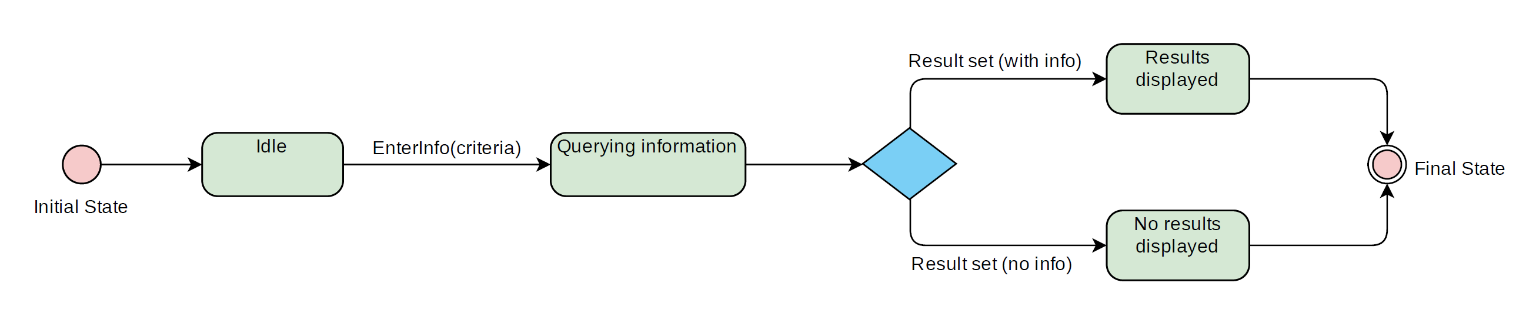 Initial State
Idle
EnterInfo(criteria)
Querying information
Result set (with info)
Results
displayed
Result set (no info)
No results
displayed
Final State